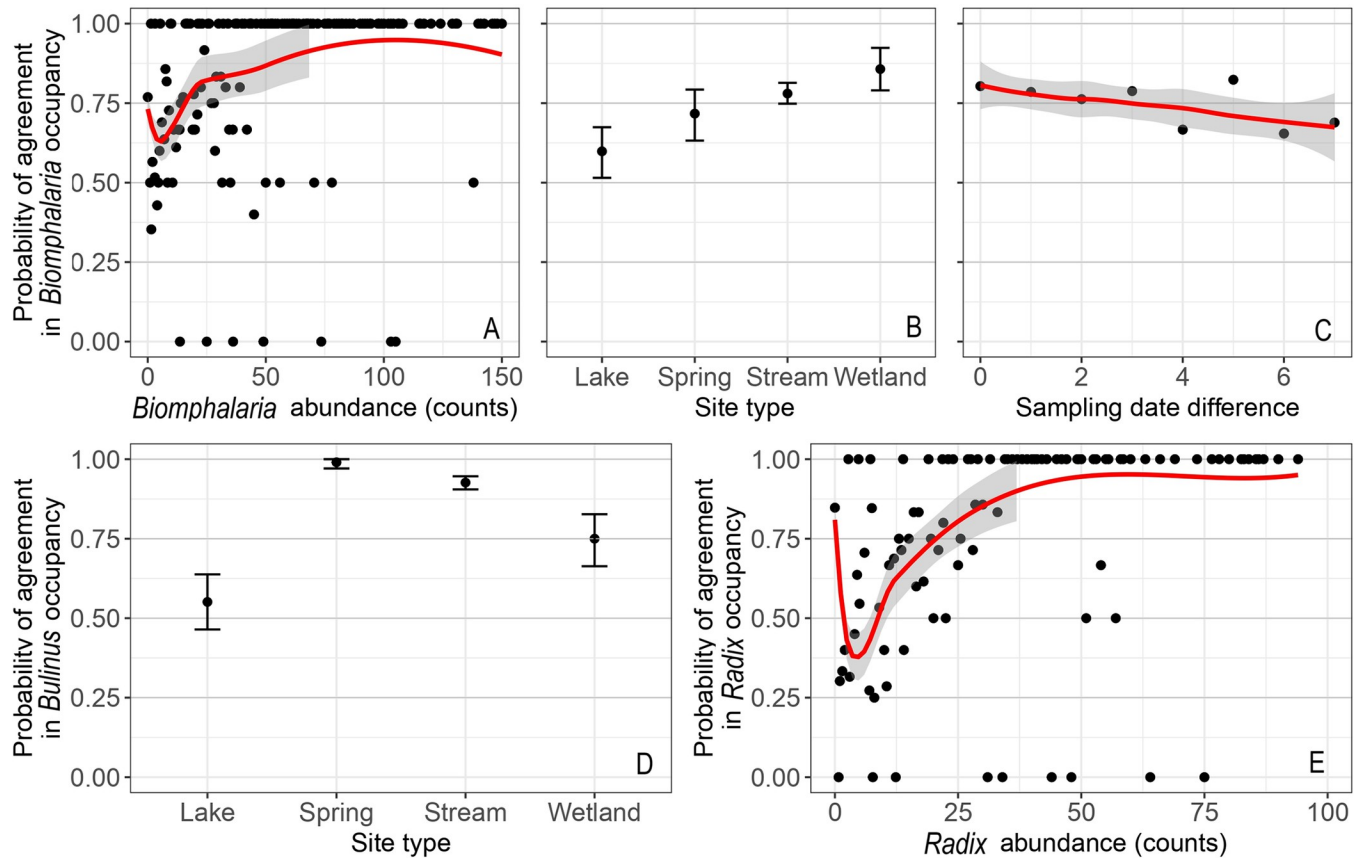 Probability of agreement
in Biomphalaria occupancy
1.00
0.75
0.50
0.25
0.00
A
0 50 100 150
Biomphalaria abundance (counts)
B
Lake Spring Stream Wetland
Site type
C
0 2 4 6
Sampling date difference
Probability of agreement
in Bulinus occupancy
1.00
0.75
0.50
0.25
0.00
D
Lake Spring Stream Wetland
Site type
Probability of agreement
in Radix occupancy
1.00
0.75
0.50
0.25
0.00
E
0 25 50 75 100
Radix abundance (counts)